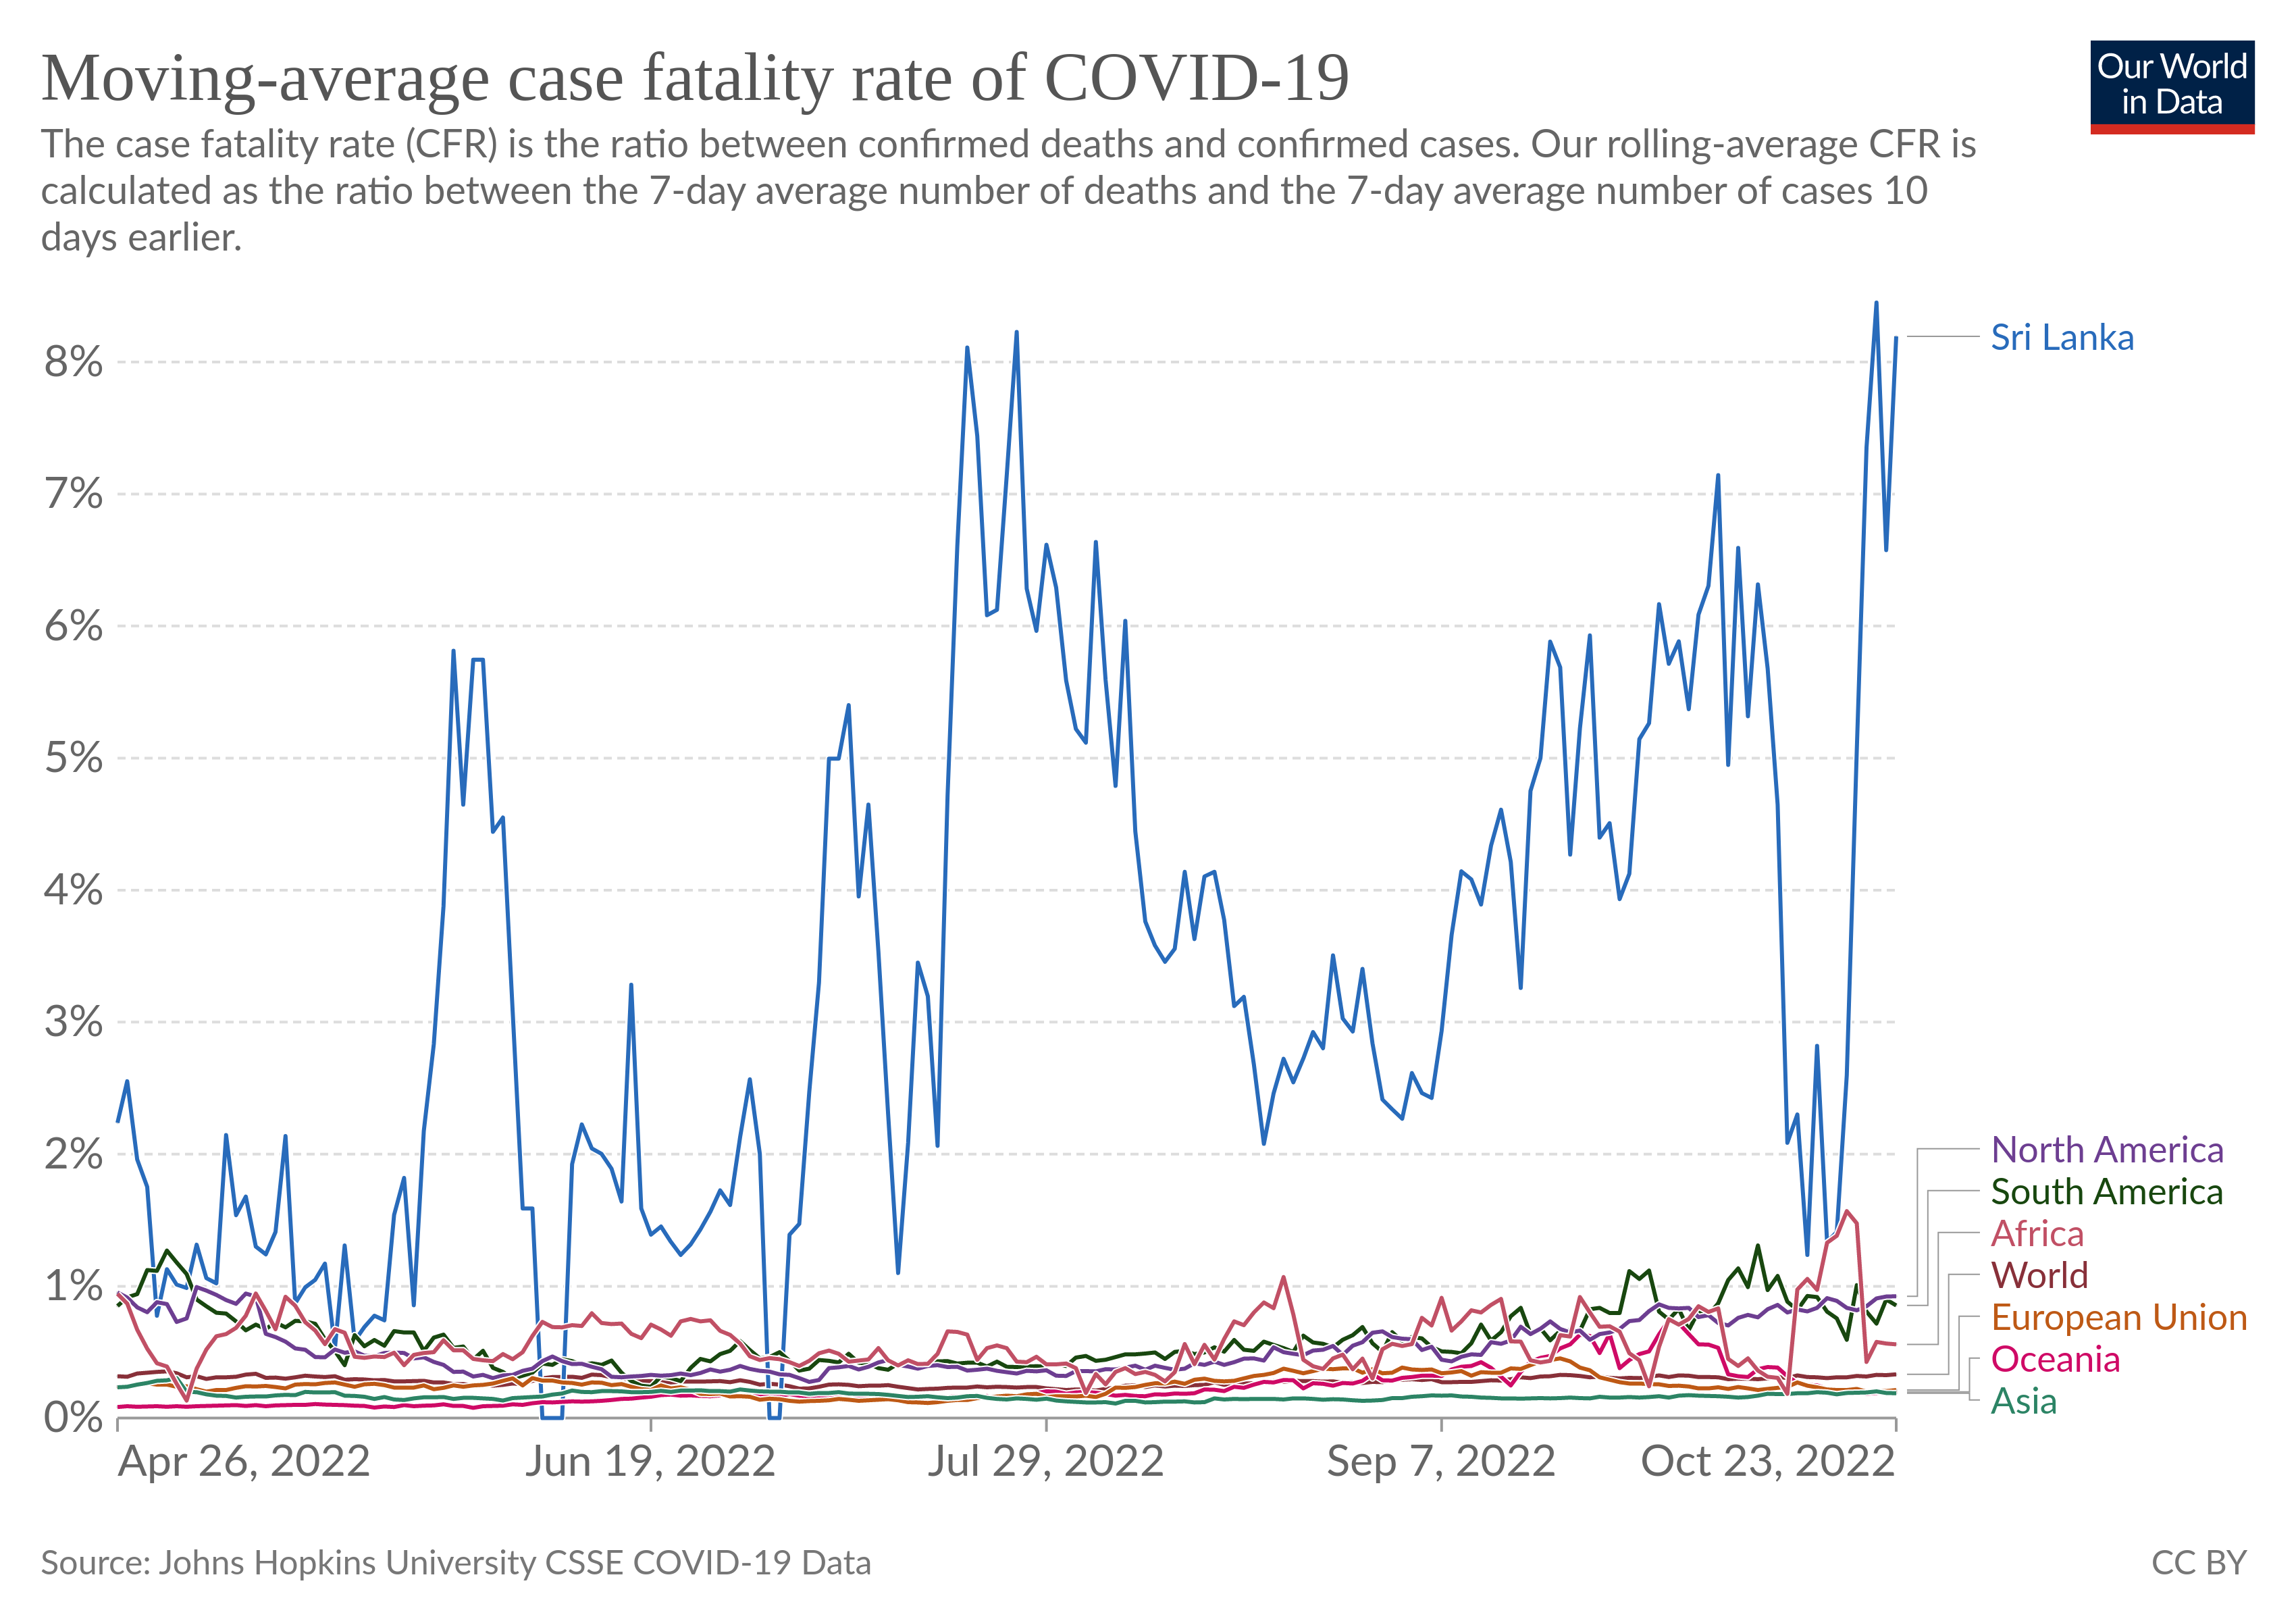 Moving-average case fatality rate of COVID-19
Our World
in Data
The case fatality rate (CFR) is the ratio between confirmed deaths and confirmed cases. Our rolling-average CFR is
calculated as the ratio between the 7-day average number of deaths and the 7-day average number of cases 10
days earlier.
8%
7%
6%
5%
4%
3%
2%
1%
0%
Sri Lanka
North America
South America
Africa
World
European Union
Oceania
Asia
Apr 26, 2022
Jun 19, 2022
Jul 29, 2022
Sep 7, 2022
Oct 23, 2022
Source: Johns Hopkins University CSSE COVID-19 Data
CC BY